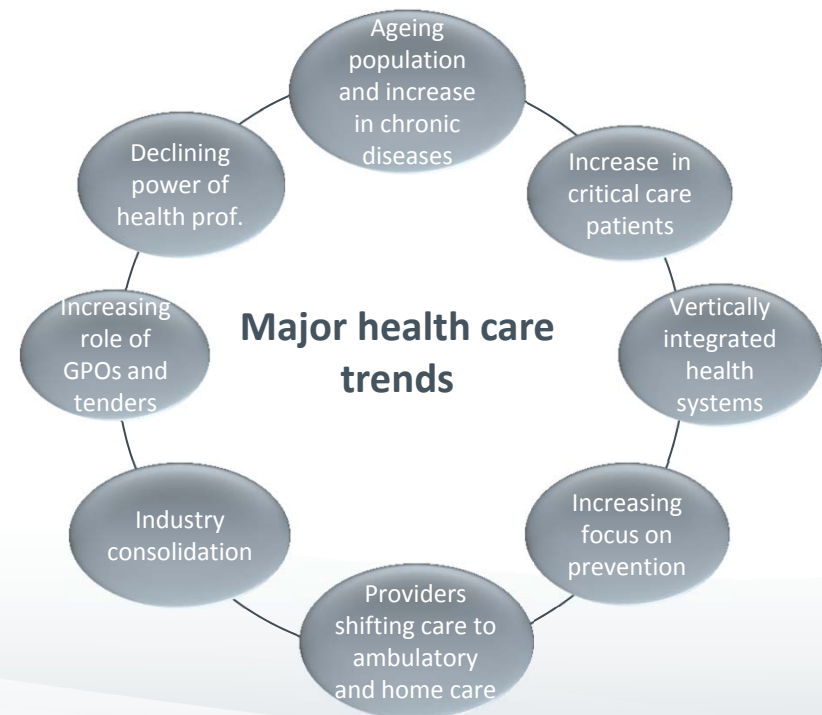 Ageing
population
and increase
in chronic
diseases
Increase in
critical care
patients
Vertically
integrated
health
systems
Increasing
focus on
prevention
Providers
shifting care to
ambulatory
and home care
Industry
consolidation
Increasing
role of
GPOs and
tenders
Declining
power of
health prof.
Major health care
trends